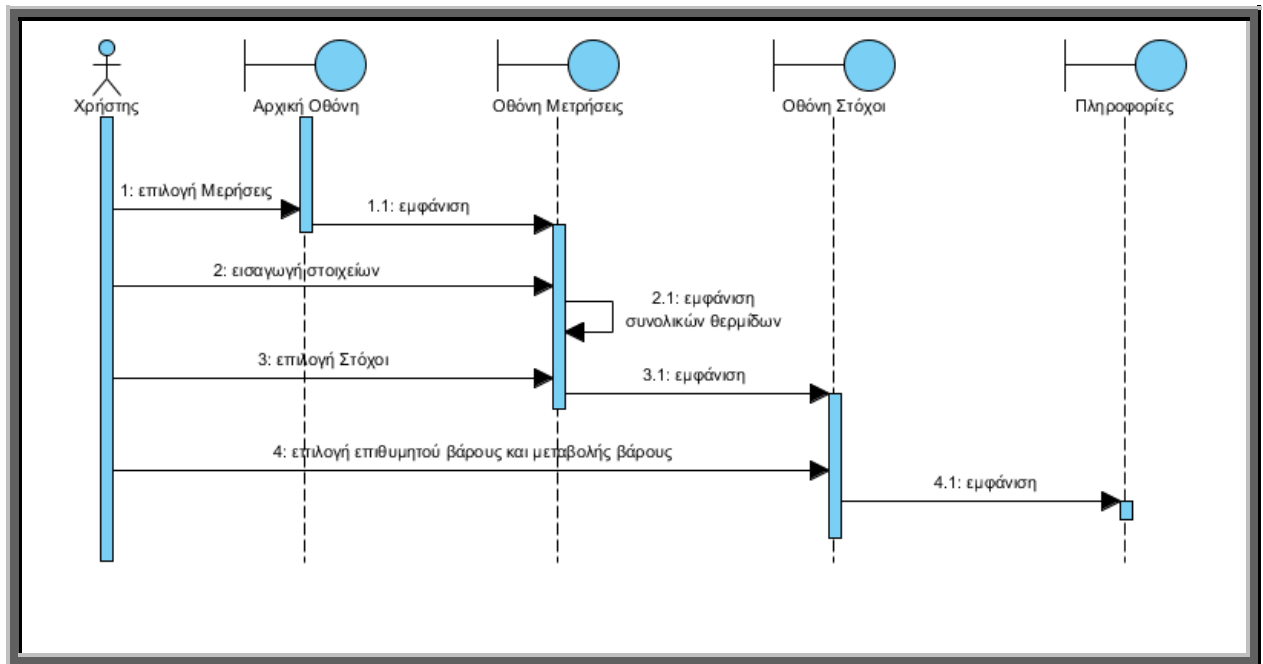 Χρήστης
Αρχική Οθόνη
Οθόνη Μετρήσεις
Οθόνη Στόχοι
Πληροφορίες
1: επιλογή Μερήσεις
1.1: εμφάνιση
2: εισαγωγή στοιχείων
2.1: εμφάνιση
συνολικών θερμίδων
3: επιλογή Στόχοι
3.1: εμφάνιση
4: επιλογή επιθυμητού βάρους και μεταβολής βάρους
4.1: εμφάνιση